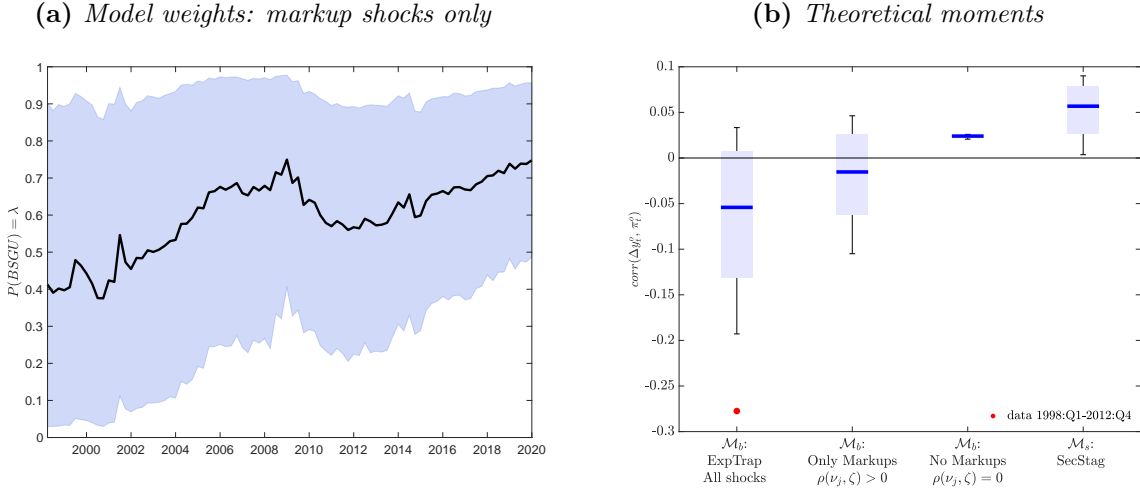 (a) Model weights: markup shocks only
P(BSGU) = λ
1
0.9
0.8
0.7
0.6
0.5
0.4
0.3
0.2
0.1
0
2000 2002 2004 2006 2008 2010 2012 2014 2016 2018 2020
(b) Theoretical moments
corr(Δy_t^o, π_t^o)
0.1
0.05
0
-0.05
-0.1
-0.15
-0.2
-0.25
-0.3
data 1998:Q1-2012:Q4
ℳ_b: ℳ_b: ℳ_b: ℳ_s:
ExpTrap Only Markups No Markups SecStag
All shocks ρ(ν_j, ζ) > 0 ρ(ν_j, ζ) = 0